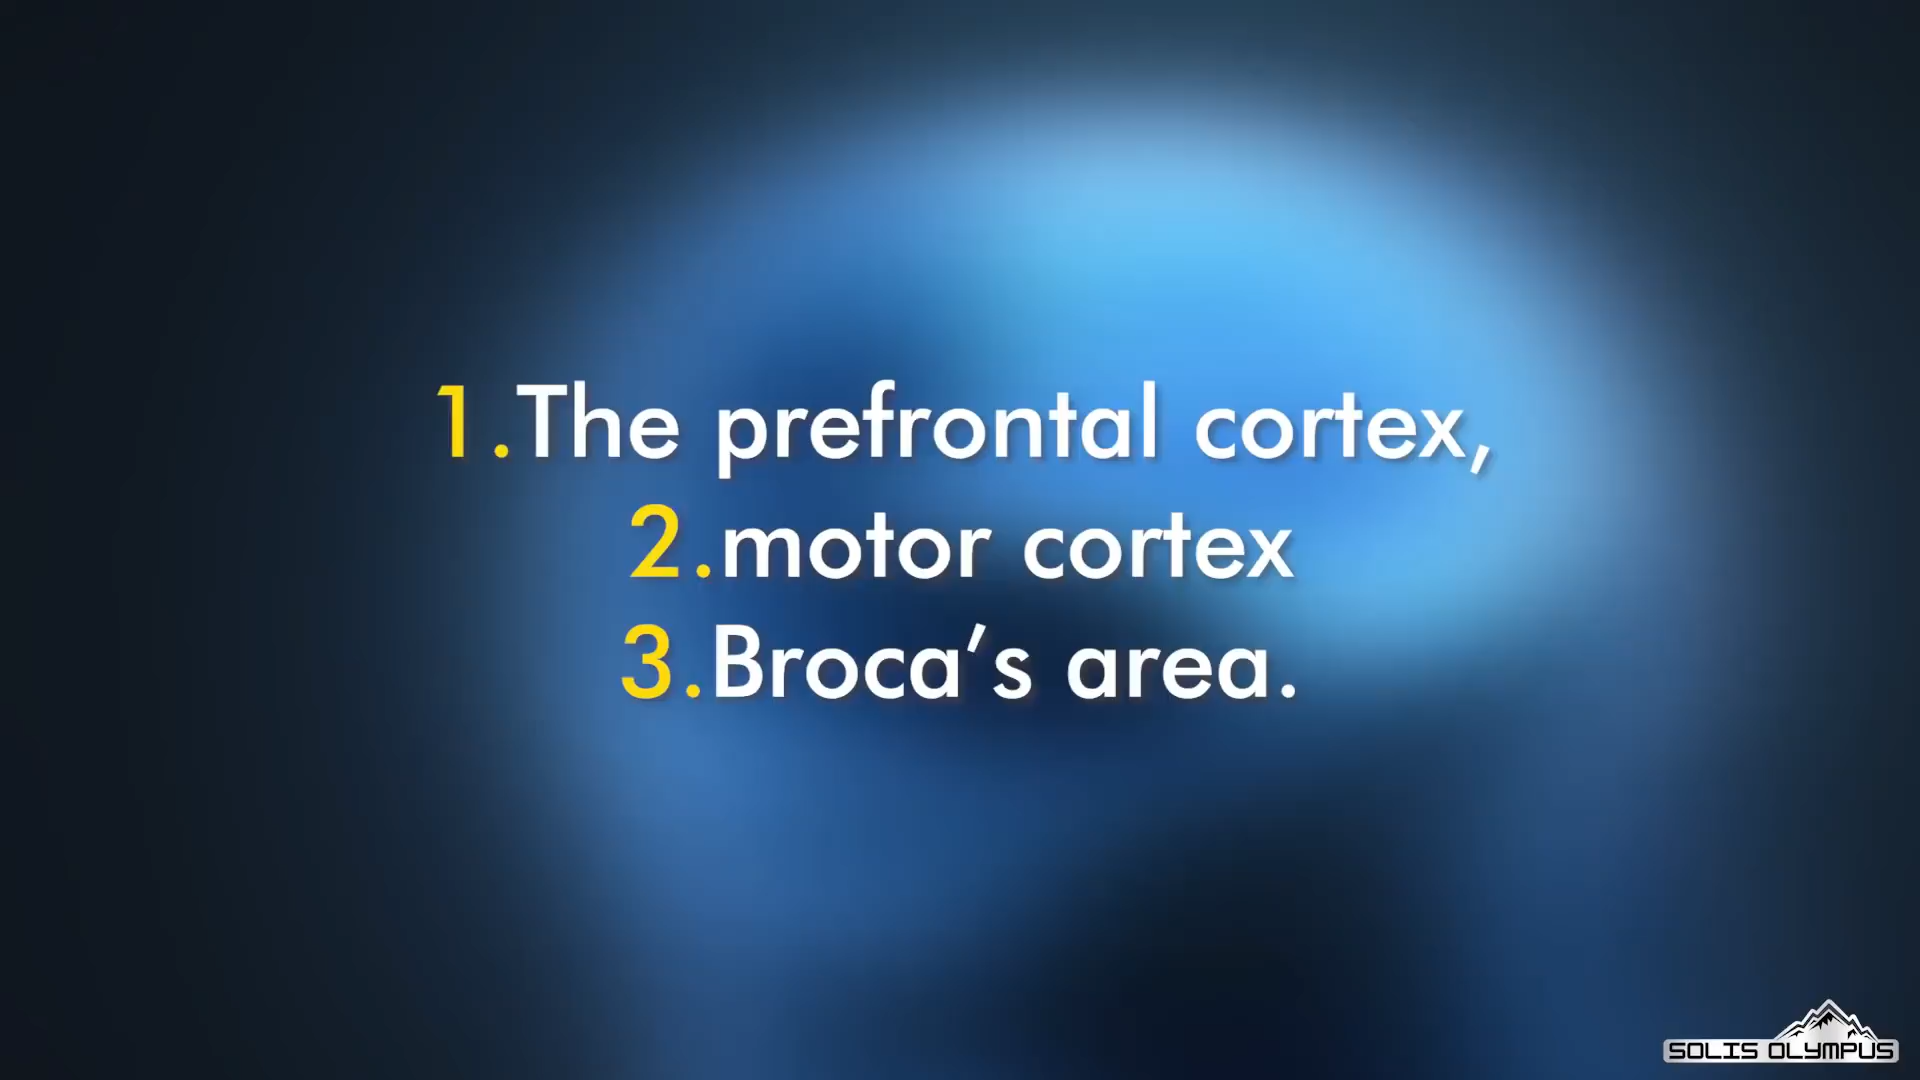 1.The prefrontal cortex,
2.motor cortex
3.Broca’s area.
SOLIS OLYMPUS